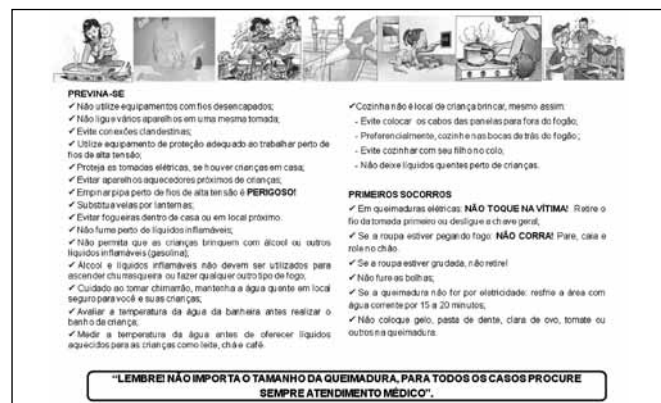 PREVINA-SE
✓ Não utilize equipamentos com fios desencapados;
✓ Não ligue vários aparelhos em uma mesma tomada;
✓ Evite conexões clandestinas;
✓ Utilize equipamento de proteção adequado ao trabalhar perto de
fios de alta tensão;
✓ Proteja as tomadas elétricas, se houver crianças em casa;
✓ Evitar aparelhos aquecedores próximos de crianças;
✓ Empinar pipa perto de fios de alta tensão é PERIGOSO!
✓ Substitua velas por lanternas;
✓ Evitar fogueiras dentro de casa ou em local próximo.
✓ Não fume perto de líquidos inflamáveis;
✓ Não permita que as crianças brinquem com álcool ou outros
líquidos inflamáveis (gasolina);
✓ Álcool e líquidos inflamáveis não devem ser utilizados para
ascender churrasqueira ou fazer qualquer outro tipo de fogo;
✓ Cuidado ao tomar chimarrão, mantenha a água quente em local
seguro para você e suas crianças;
✓ Avaliar a temperatura da água da banheira antes realizar o
banho da criança;
✓ Medir a temperatura da água antes de oferecer líquidos
aquecidos para as crianças como leite, chá e café.
✓ Cozinha não é local de criança brincar, mesmo assim:
- Evite colocar os cabos das panelas para fora do fogão;
- Preferencialmente, cozinhe nas bocas de trás do fogão;
- Evite cozinhar com seu filho no colo;
- Não deixe líquidos quentes perto de crianças.
PRIMEIROS SOCORROS
✓ Em queimaduras elétricas: NÃO TOQUE NA VÍTIMA! Retire o
fio da tomada primeiro ou desligue a chave geral;
✓ Se a roupa estiver pegando fogo: NÃO CORRA! Pare, caia e
role no chão.
✓ Se a roupa estiver grudada, não retire!
✓ Não fure as bolhas;
✓ Se a queimadura não for por eletricidade: resfrie a área com
água corrente por 15 a 20 minutos;
✓ Não coloque gelo, pasta de dente, clara de ovo, tomate ou
outros na queimadura.
"LEMBRE! NÃO IMPORTA O TAMANHO DA QUEIMADURA, PARA TODOS OS CASOS PROCURE
SEMPRE ATENDIMENTO MÉDICO".